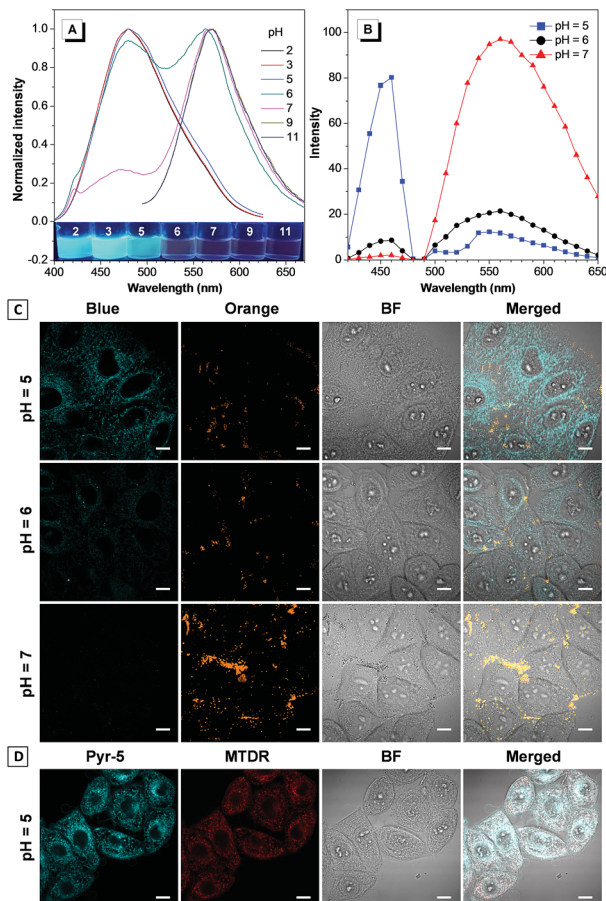 A
pH
2
3
5
6
7
9
11
1.0
0.8
0.6
0.4
0.2
0.0
-0.2
Normalized intensity
2 3 5 6 7 9 11
400 450 500 550 600 650
Wavelength (nm)
B
pH = 5
pH = 6
pH = 7
100
80
60
40
20
0
Intensity
450 500 550 600 650
Wavelength (nm)
C
Blue Orange BF Merged
pH = 5
pH = 6
pH = 7
D
Pyr-5 MTDR BF Merged
pH = 5